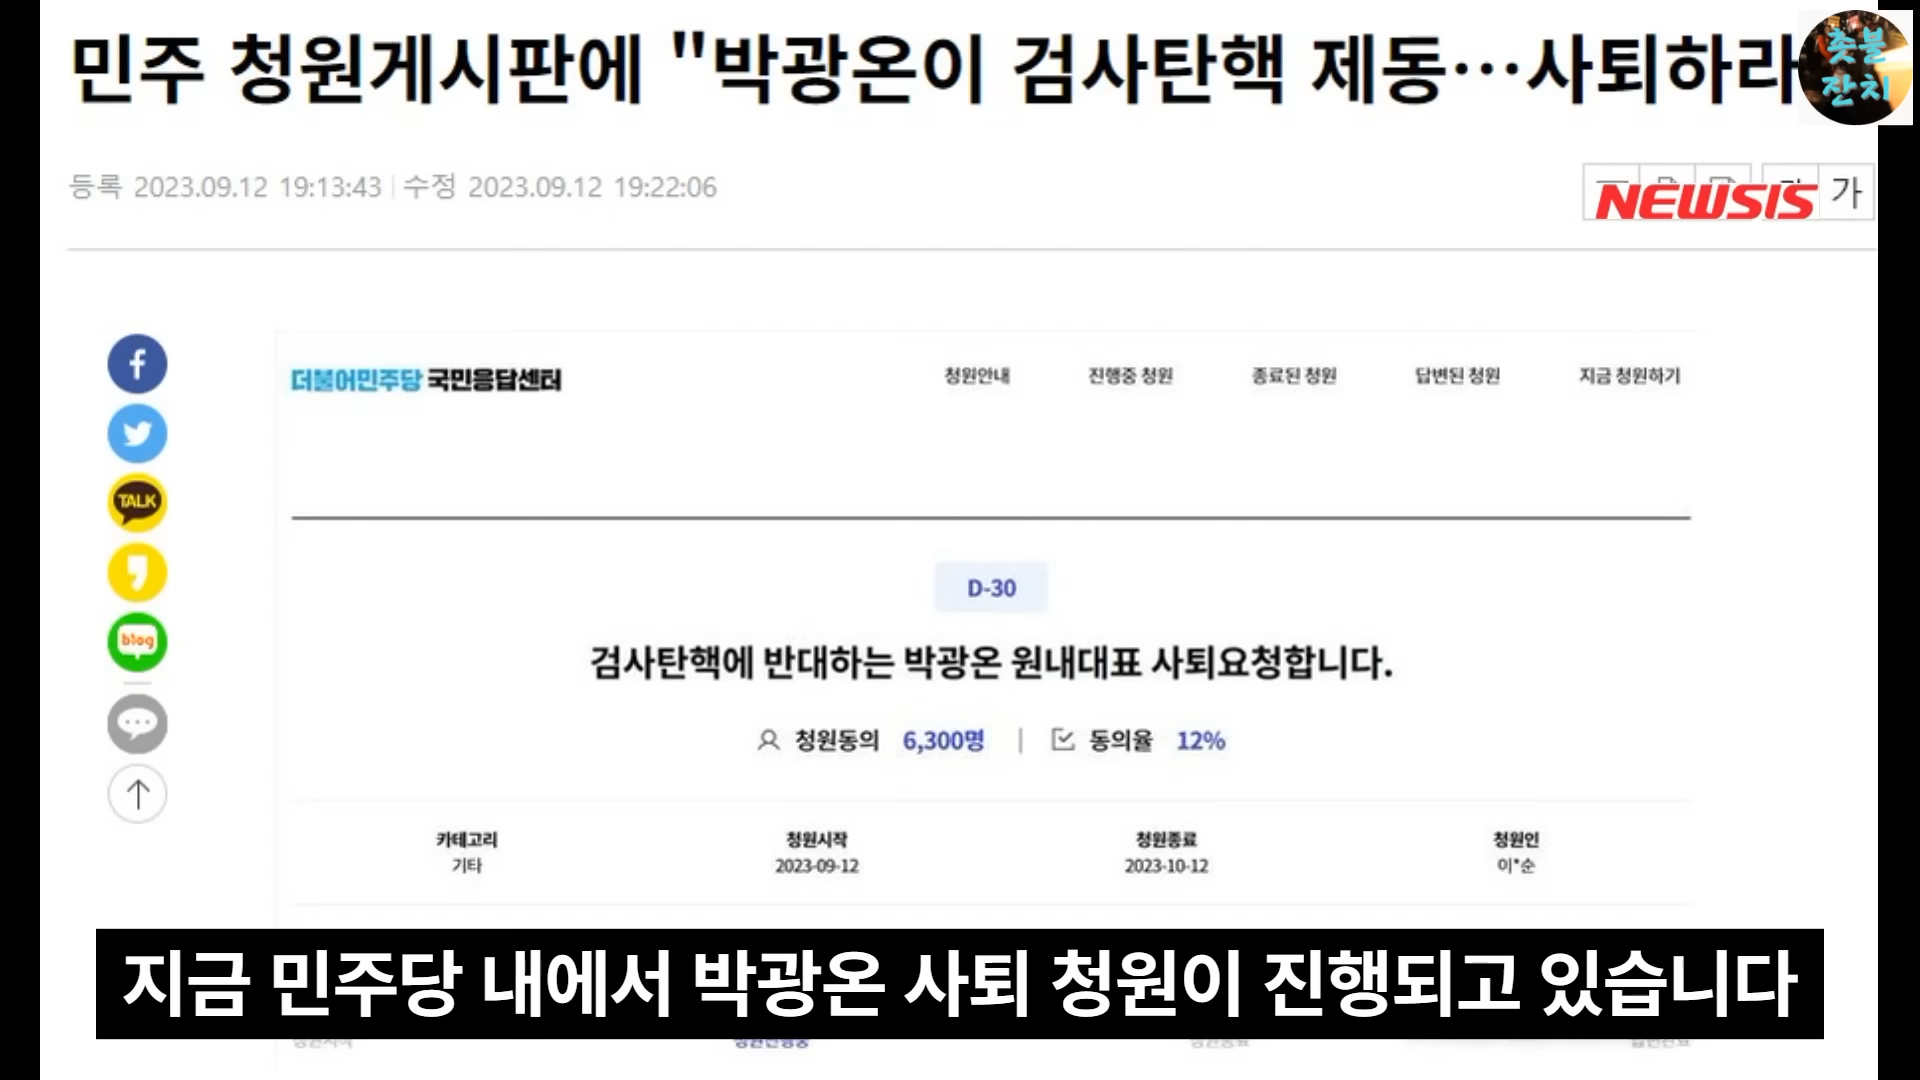 민주 청원게시판에 "박광온이 검사탄핵 제동…사퇴하라
촛불
잔치
등록 2023.09.12 19:13:43 | 수정 2023.09.12 19:22:06
NEWSIS
가
더불어민주당 국민응답센터
청원안내
진행중 청원
종료된 청원
답변된 청원
지금 청원하기
TALK
blog
D-30
검사탄핵에 반대하는 박광온 원내대표 사퇴요청합니다.
청원동의 6,300명 | 동의율 12%
카테고리
기타
청원시작
2023-09-12
청원종료
2023-10-12
청원인
이*순
지금 민주당 내에서 박광온 사퇴 청원이 진행되고 있습니다